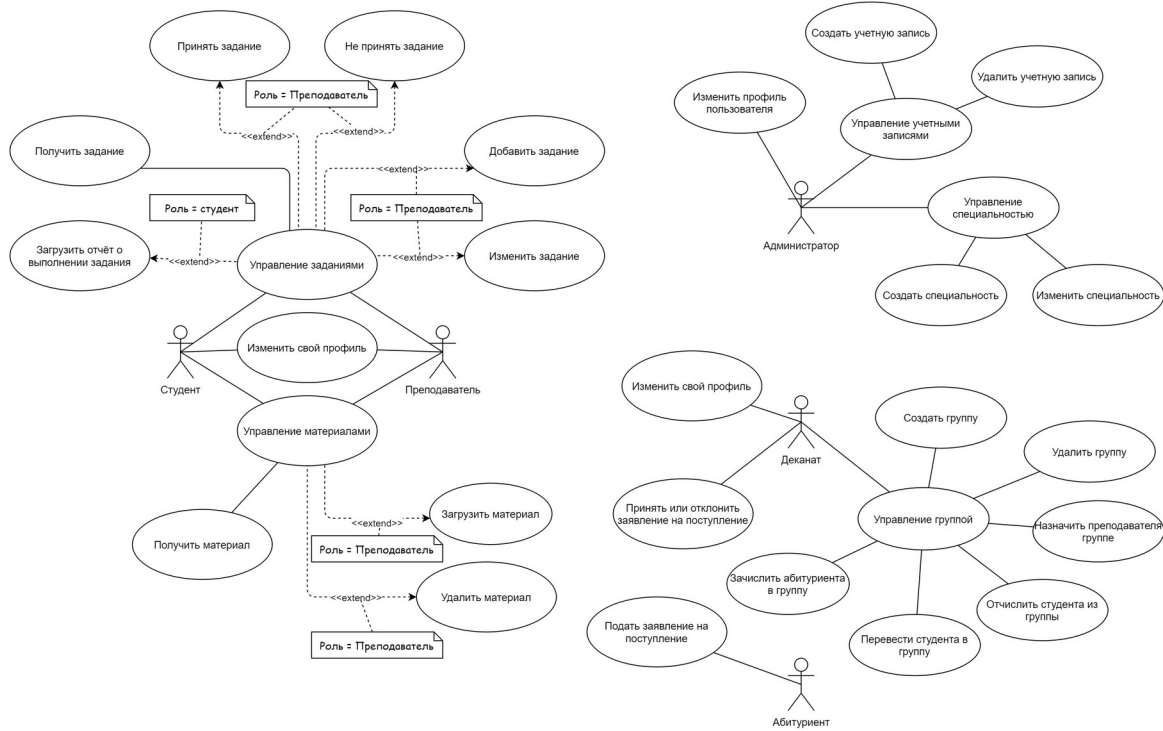 Принять задание
Не принять задание
Роль = Преподаватель
<<extend>>
<<extend>>
Получить задание
Добавить задание
<<extend>>
Роль = студент
Роль = Преподаватель
Загрузить отчёт о
выполнении задания
<<extend>>
Управление заданиями
<<extend>>
Изменить задание
Изменить свой профиль
Студент
Преподаватель
Управление материалами
Загрузить материал
<<extend>>
Получить материал
Роль = Преподаватель
<<extend>>
Удалить материал
Роль = Преподаватель
Создать учетную запись
Удалить учетную запись
Изменить профиль
пользователя
Управление учетными
записями
Администратор
Управление
специальностью
Создать специальность
Изменить специальность
Изменить свой профиль
Деканат
Создать группу
Удалить группу
Принять или отклонить
заявление на поступление
Управление группой
Назначить преподавателя
группе
Зачислить абитуриента
в группу
Отчислить студента из
группы
Перевести студента в
группу
Подать заявление на
поступление
Абитуриент